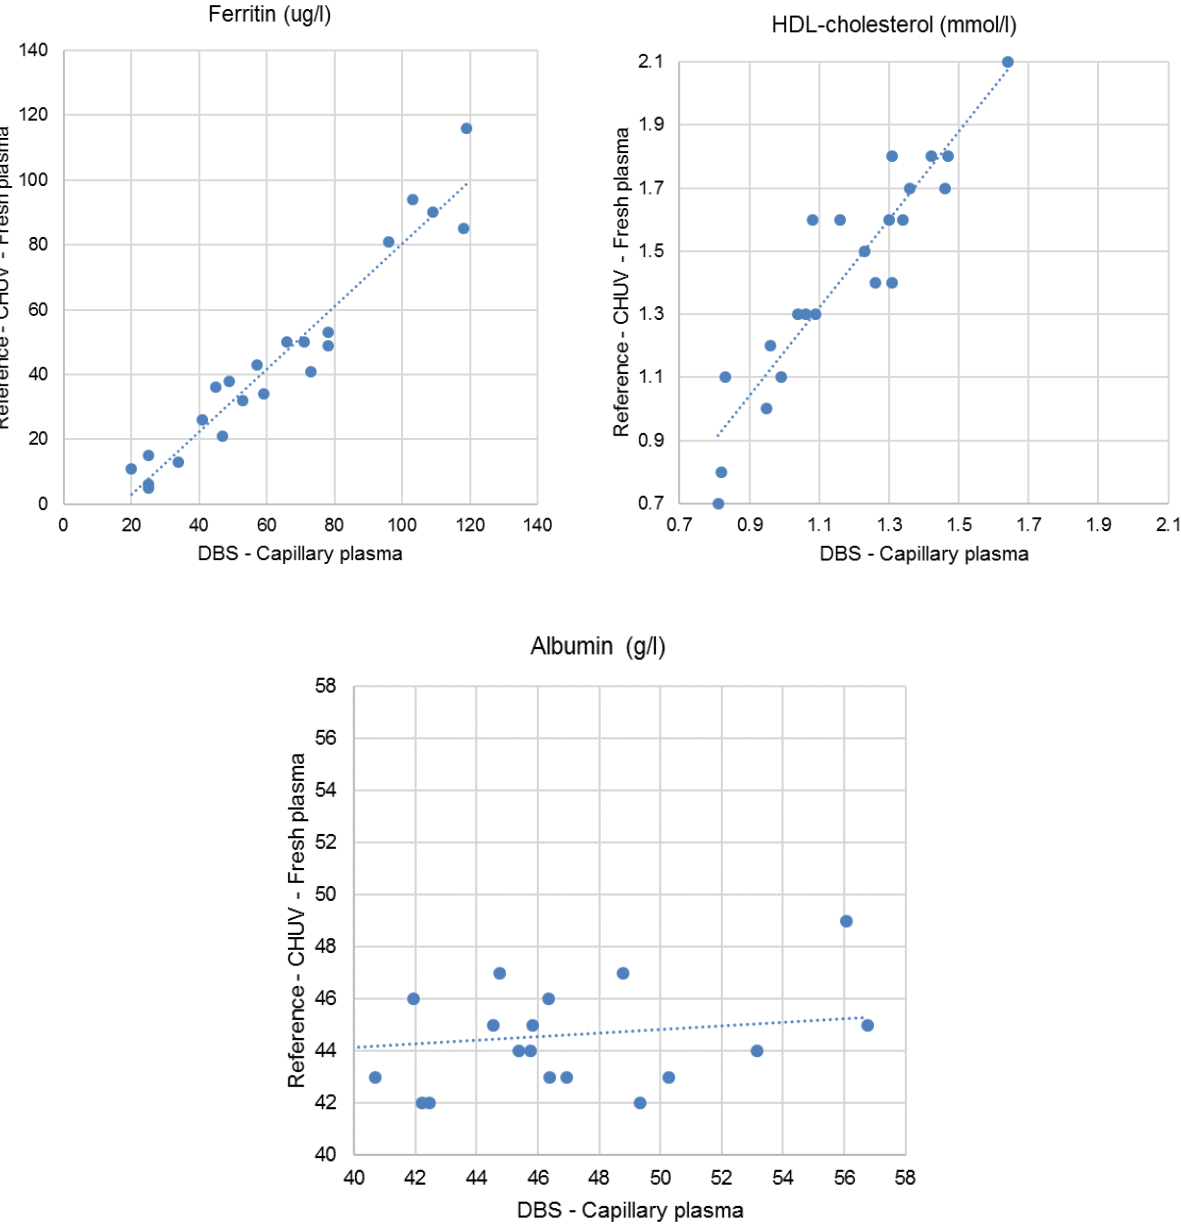 Ferritin (ug/l)
140
120
100
80
60
40
20
0
0 20 40 60 80 100 120 140
Reference - CHUV - Fresh plasma
DBS - Capillary plasma
HDL-cholesterol (mmol/l)
2.1
1.9
1.7
1.5
1.3
1.1
0.9
0.7
0.7 0.9 1.1 1.3 1.5 1.7 1.9 2.1
Reference - CHUV - Fresh plasma
DBS - Capillary plasma
Albumin (g/l)
58
56
54
52
50
48
46
44
42
40
40 42 44 46 48 50 52 54 56 58
Reference - CHUV - Fresh plasma
DBS - Capillary plasma